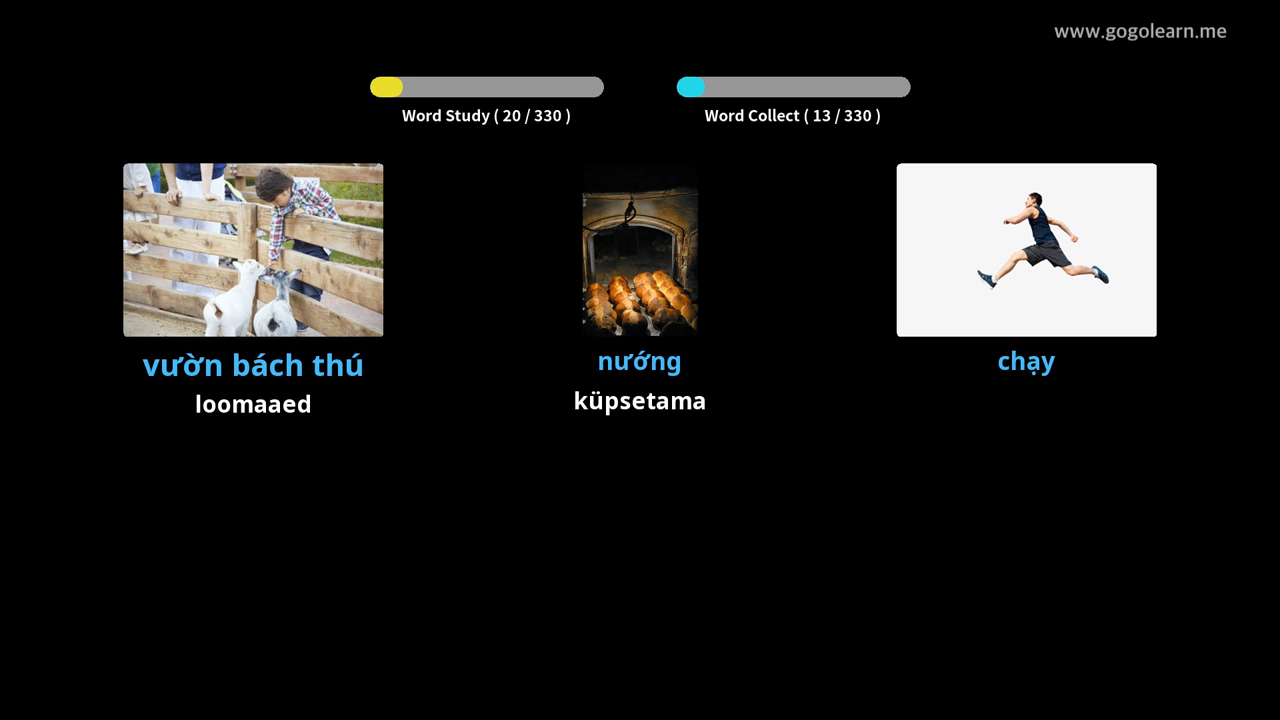 www.gogolearn.me
Word Study ( 20 / 330 )
Word Collect ( 13 / 330 )
vườn bách thú
loomaaed
nướng
küpsetama
chạy